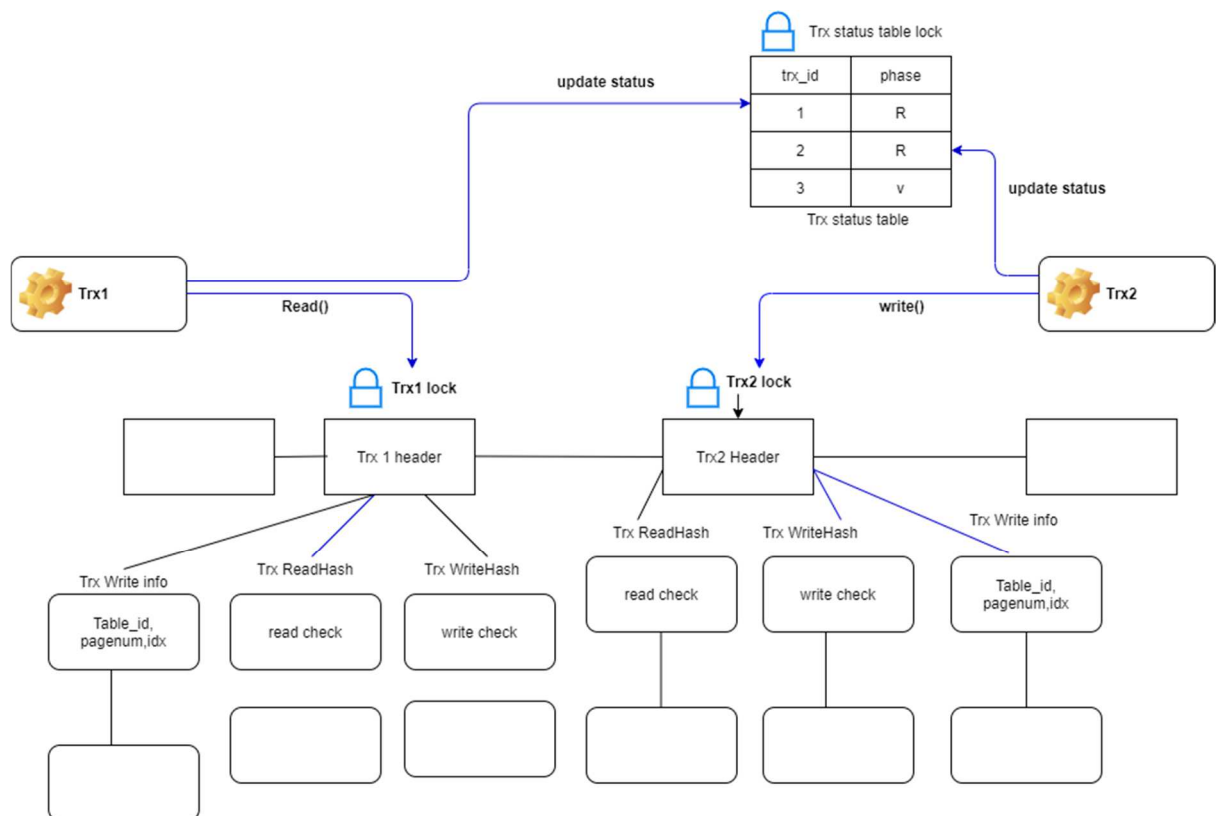 Trx status table lock
trx_id phase
1 R
2 R
3 v
Trx status table
update status
update status
Trx1
Trx2
Read()
write()
Trx1 lock
Trx2 lock
Trx 1 header
Trx2 Header
Trx Write info
Trx ReadHash
Trx WriteHash
Trx ReadHash
Trx WriteHash
Trx Write info
Table_id,
pagenum,idx
read check
write check
read check
write check
Table_id,
pagenum,idx